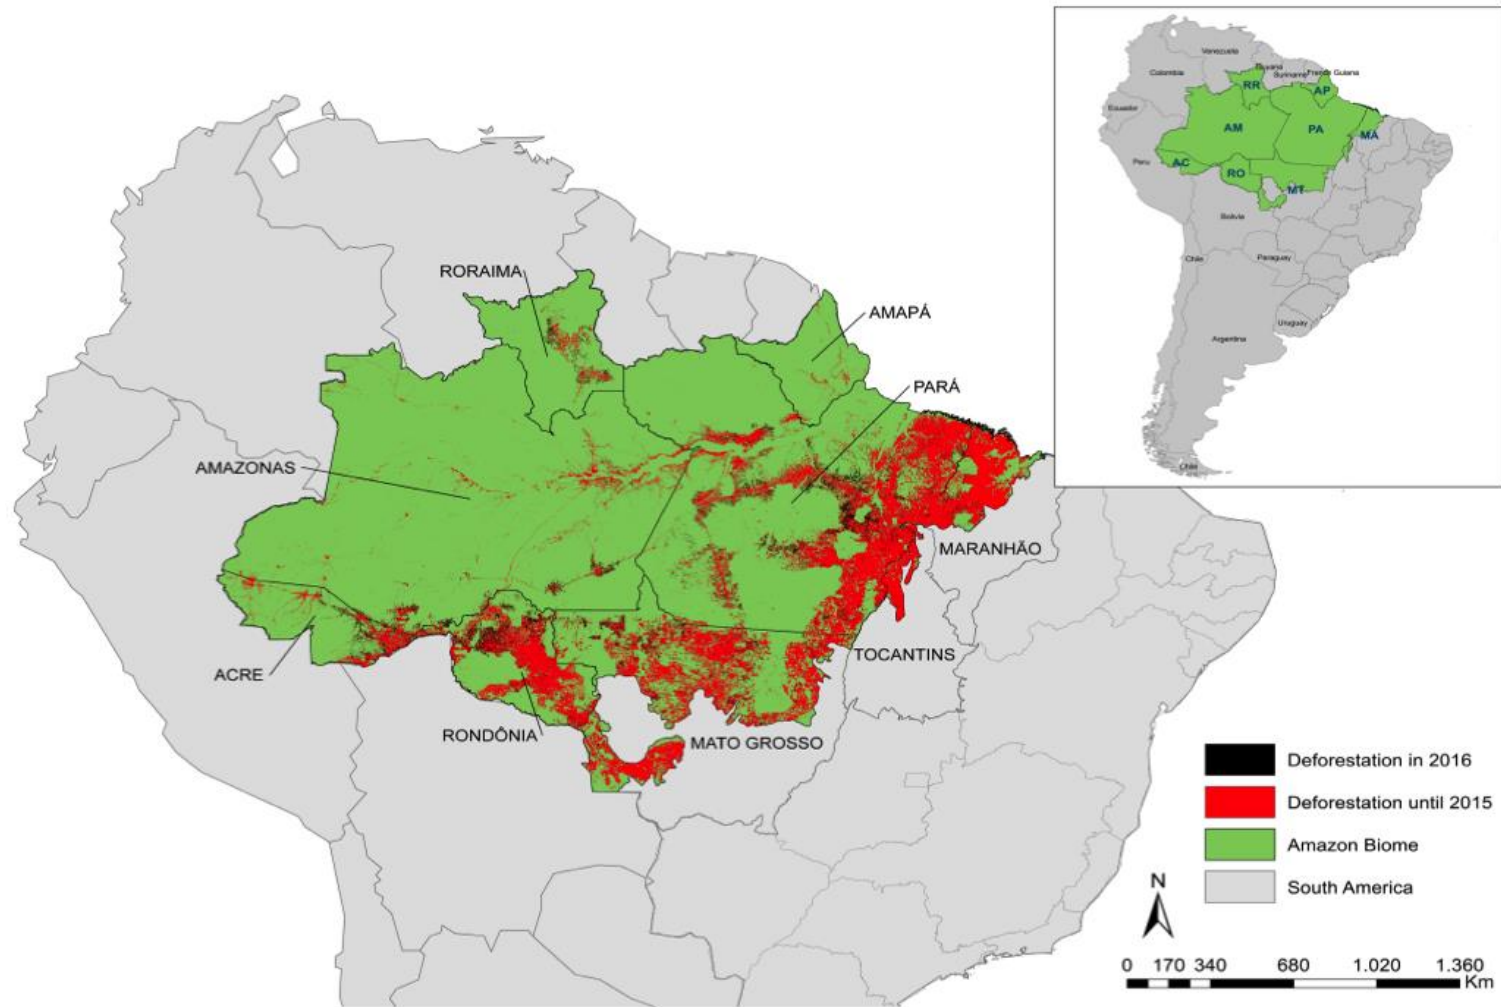 Venezuela
Colombia
Guyana
Suriname
French Guiana
RR
AP
Ecuador
AM
PA
MA
Peru
AC
RO
MT
Bolivia
Chile
Paraguay
Uruguay
Argentina
Chile
RORAIMA
AMAPÁ
PARÁ
AMAZONAS
MARANHÃO
TOCANTINS
ACRE
RONDÔNIA
MATO GROSSO
Deforestation in 2016
Deforestation until 2015
Amazon Biome
South America
N
0 170 340 680 1.020 1.360
Km